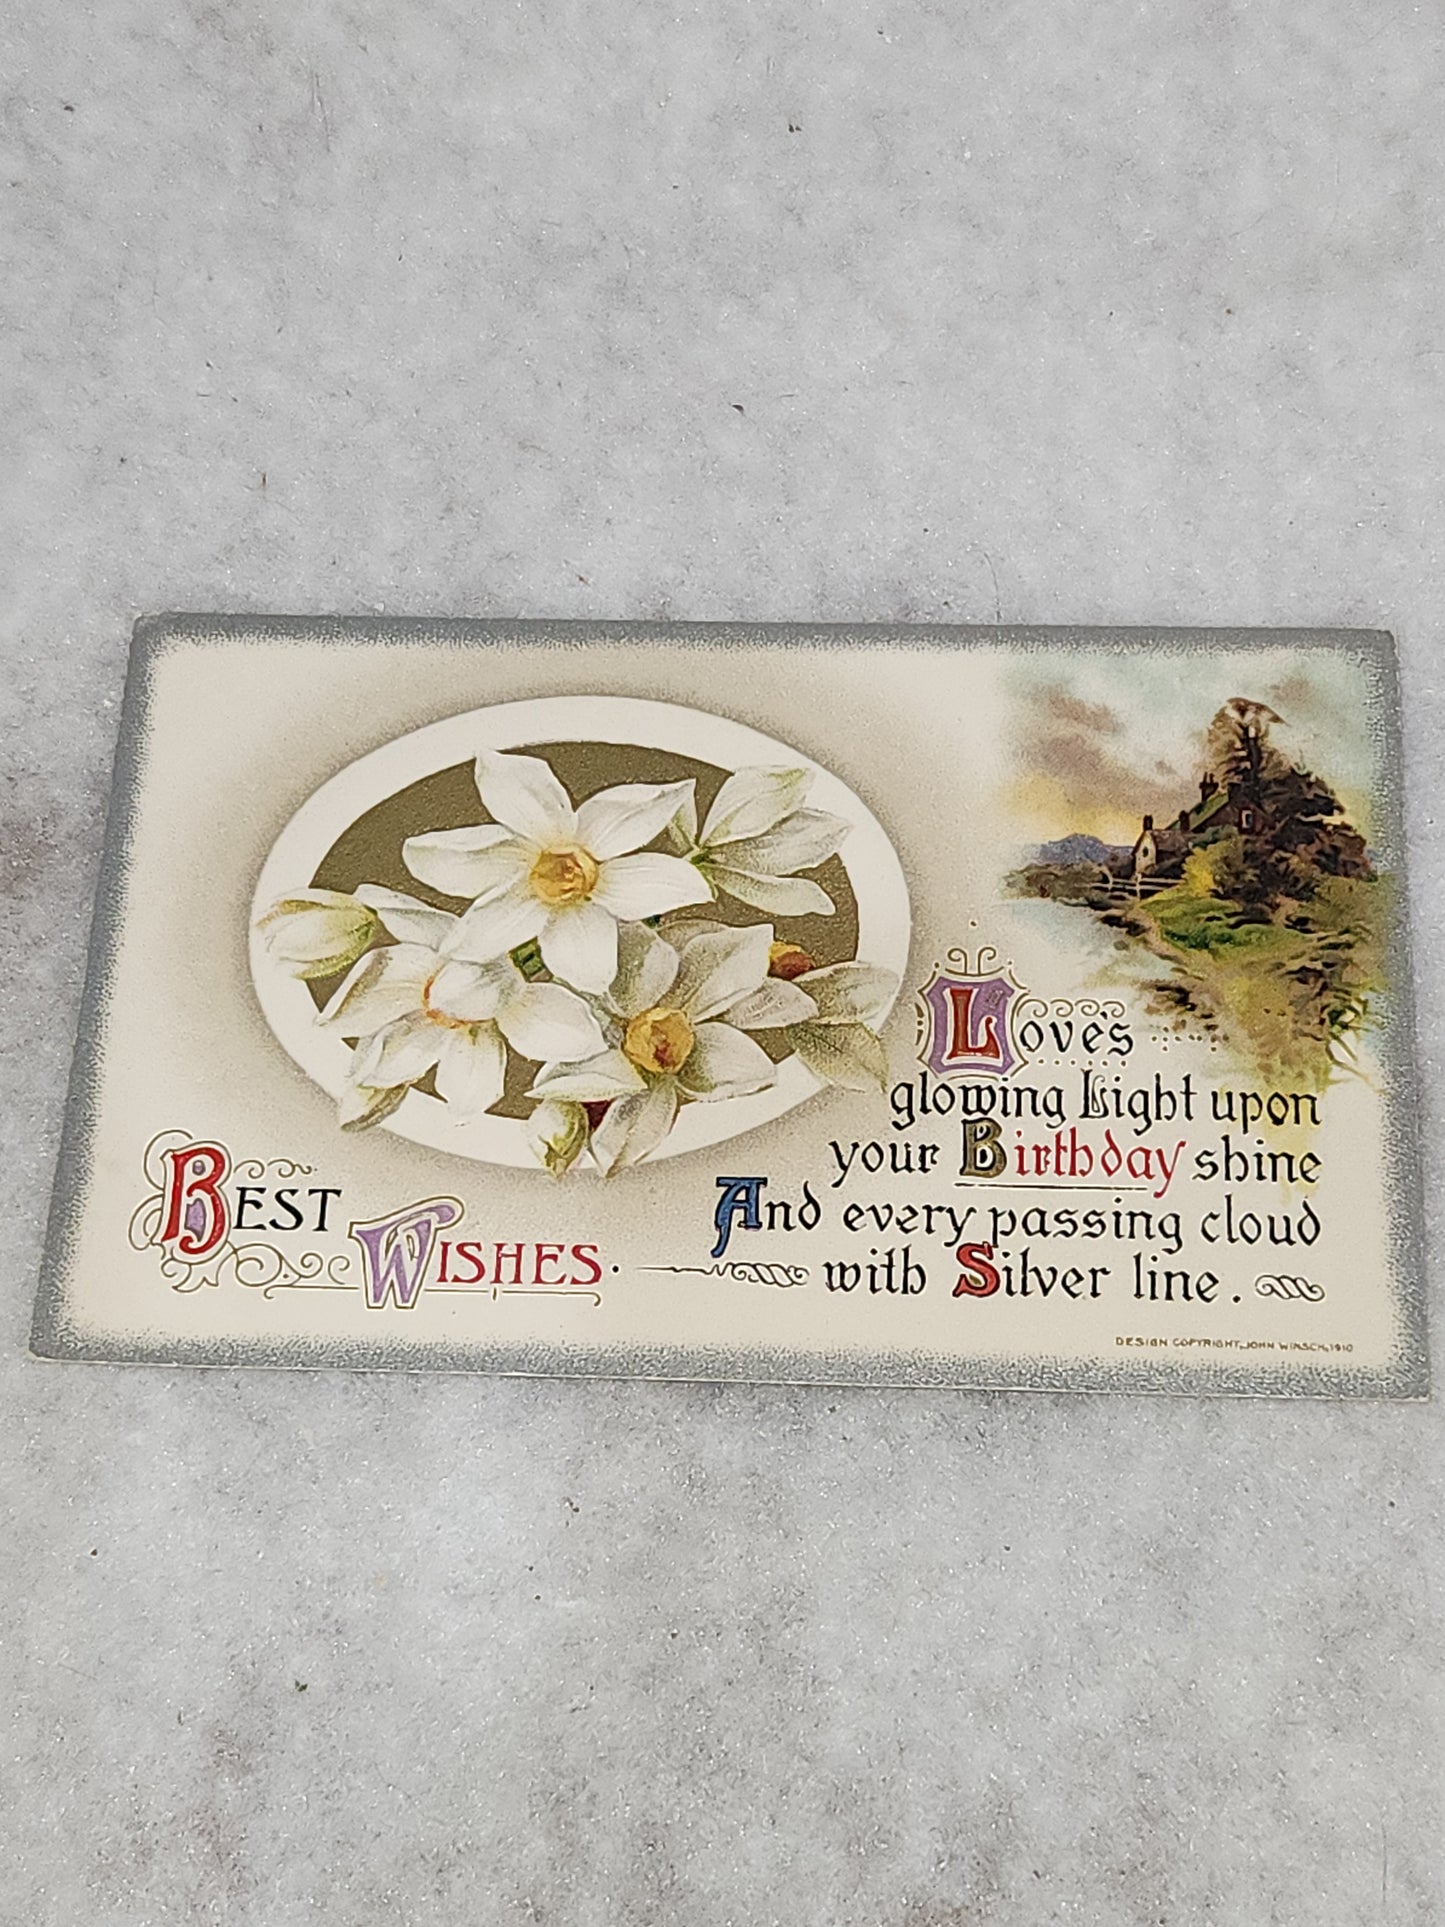 BEST
WISHES.
Love's
glowing Light upon
your Birthday shine
And every passing cloud
with Silver line.
DESIGN COPYRIGHT, JOHN WINSCH, 1910